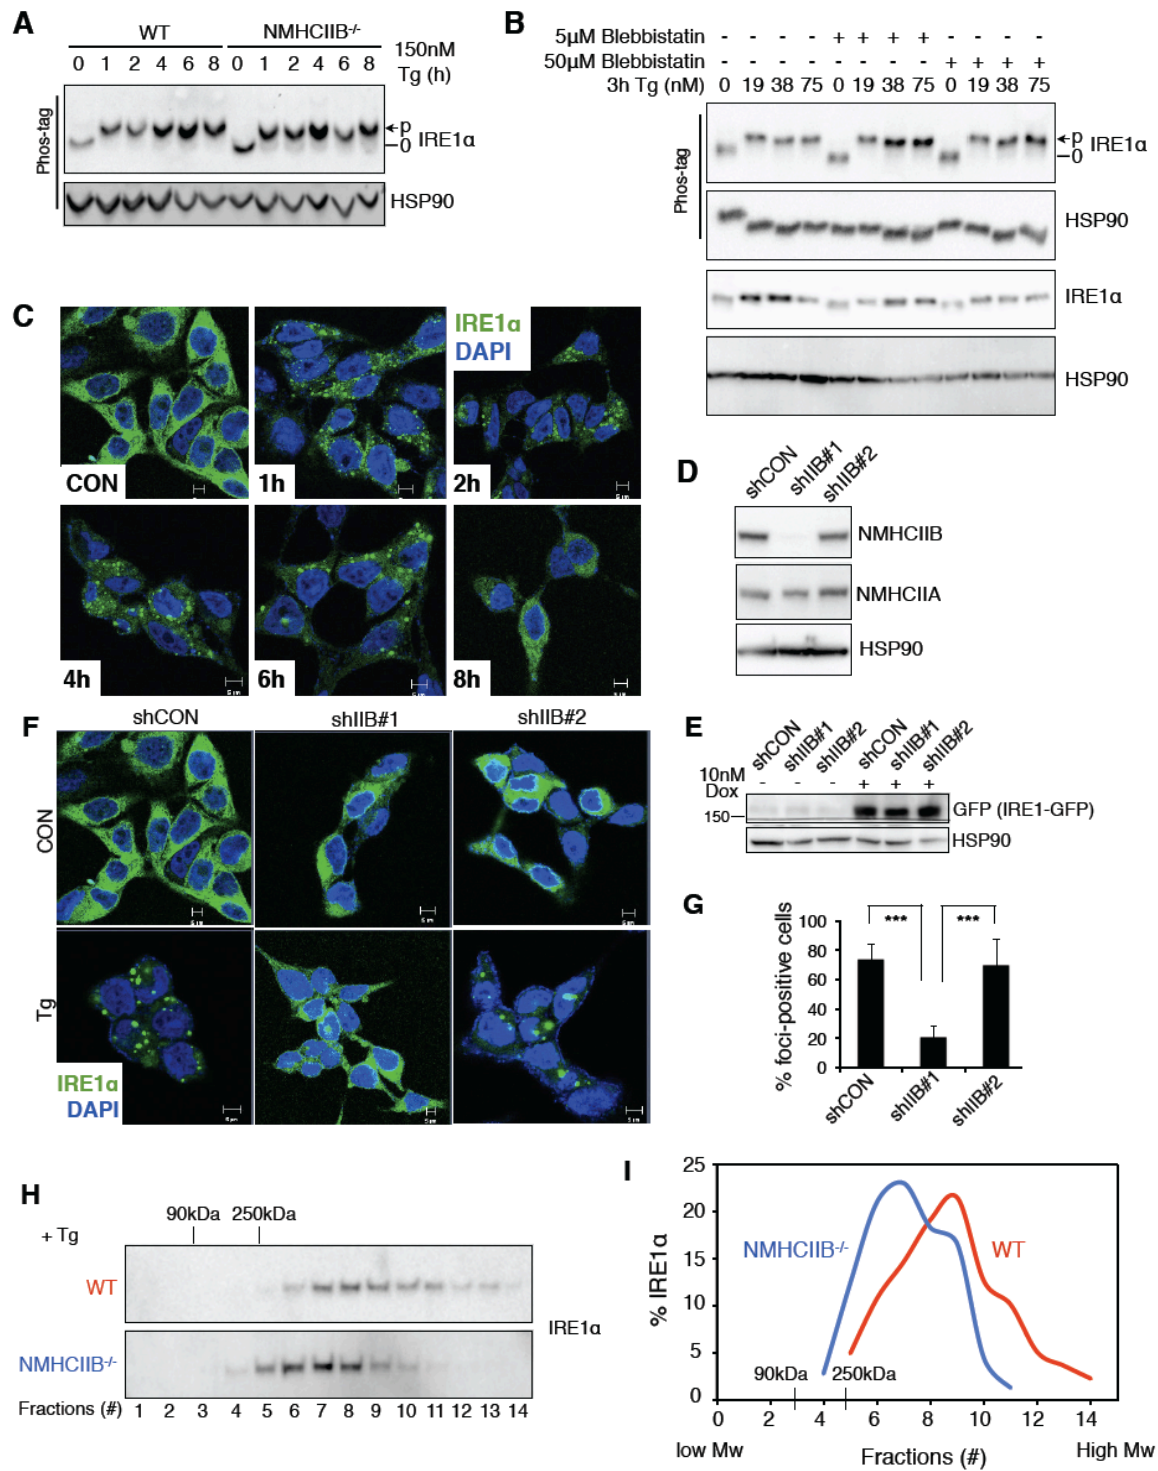 A
WT NMHCIIB-/-
0 1 2 4 6 8 0 1 2 4 6 8 150nM Tg (h)
Phos-tag
p
0 IRE1α
HSP90
B
5μM Blebbistatin - - - - + + + + - - - -
50μM Blebbistatin - - - - - - - - + + + +
3h Tg (nM) 0 19 38 75 0 19 38 75 0 19 38 75
Phos-tag
p
0 IRE1α
HSP90
IRE1α
HSP90
C
IRE1α
DAPI
CON 1h 2h
4h 6h 8h
D
shCON shIIB#1 shIIB#2
NMHCIIB
NMHCIIA
HSP90
E
shCON shIIB#1 shIIB#2 shCON shIIB#1 shIIB#2
10nM Dox - - - + + +
150 GFP (IRE1-GFP)
HSP90
F
shCON shIIB#1 shIIB#2
CON
Tg
IRE1α
DAPI
G
% foci-positive cells
100
80
60
40
20
0
*** ***
shCON shIIB#1 shIIB#2
H
90kDa 250kDa
+ Tg
WT
IRE1α
NMHCIIB-/-
Fractions (#) 1 2 3 4 5 6 7 8 9 10 11 12 13 14
I
% IRE1α
25
20
15
10
5
0
NMHCIIB-/- WT
90kDa 250kDa
0 2 4 6 8 10 12 14
low Mw Fractions (#) High Mw